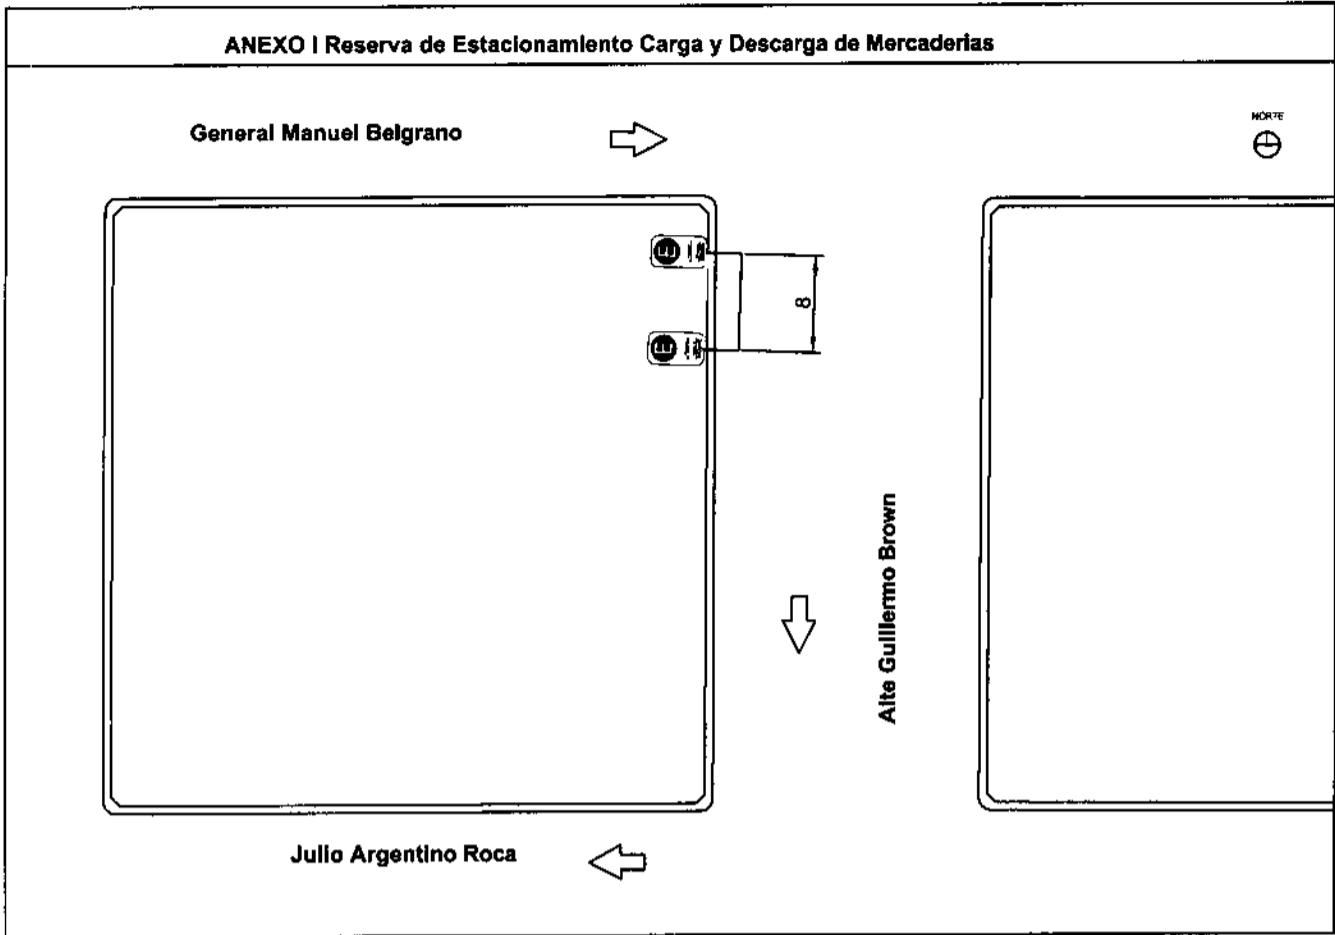 ANEXO I Reserva de Estacionamiento Carga y Descarga de Mercaderias
General Manuel Belgrano
NORTE
E
8
E
Alte Guillermo Brown
Julio Argentino Roca